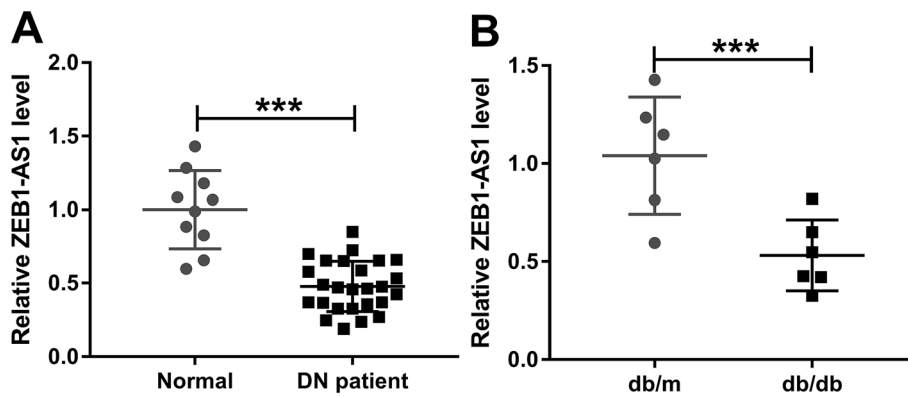 A
Relative ZEB1-AS1 level
2.0
1.5
1.0
0.5
0.0
***
Normal
DN patient
B
Relative ZEB1-AS1 level
1.5
1.0
0.5
0.0
***
db/m
db/db